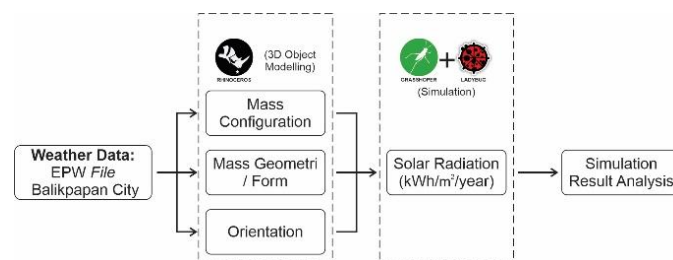 RHINOCEROS
(3D Object
Modelling)
GRASSHOPER
LADYBUG
(Simulation)
Mass
Configuration
Weather Data:
EPW File
Balikpapan City
Mass Geometri
/ Form
Orientation
Solar Radiation
(kWh/m²/year)
Simulation
Result Analysis